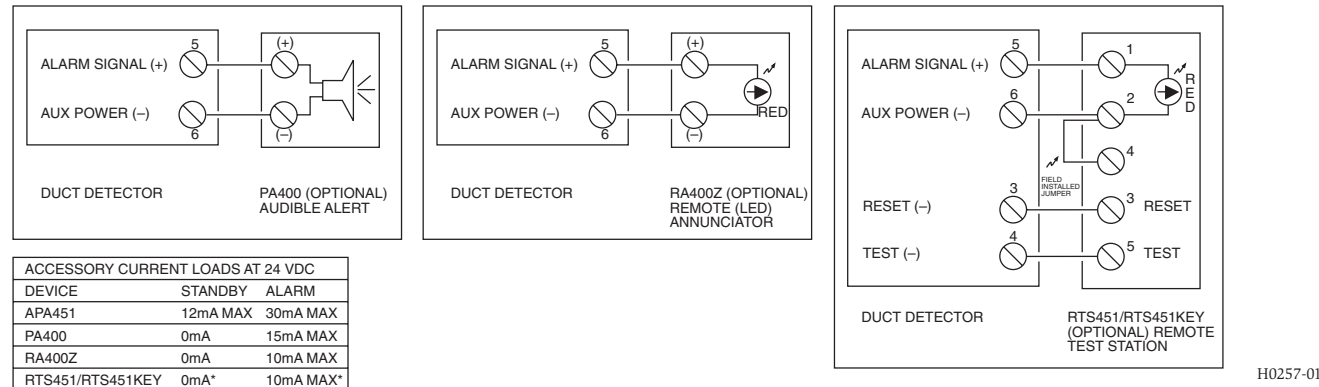 5
(+)
ALARM SIGNAL (+)
AUX POWER (–)
6
(–)
DUCT DETECTOR
PA400 (OPTIONAL)
AUDIBLE ALERT
5
(+)
ALARM SIGNAL (+)
AUX POWER (–)
RED
6
(–)
DUCT DETECTOR
RA400Z (OPTIONAL)
REMOTE (LED)
ANNUNCIATOR
5
1
ALARM SIGNAL (+)
RED
6
2
AUX POWER (–)
4
FIELD
INSTALLED
JUMPER
3
RESET (–)
3 RESET
4
TEST (–)
5 TEST
DUCT DETECTOR
RTS451/RTS451KEY
(OPTIONAL) REMOTE
TEST STATION
ACCESSORY CURRENT LOADS AT 24 VDC
DEVICE STANDBY ALARM
APA451 12mA MAX 30mA MAX
PA400 0mA 15mA MAX
RA400Z 0mA 10mA MAX
RTS451/RTS451KEY 0mA* 10mA MAX*
H0257-01